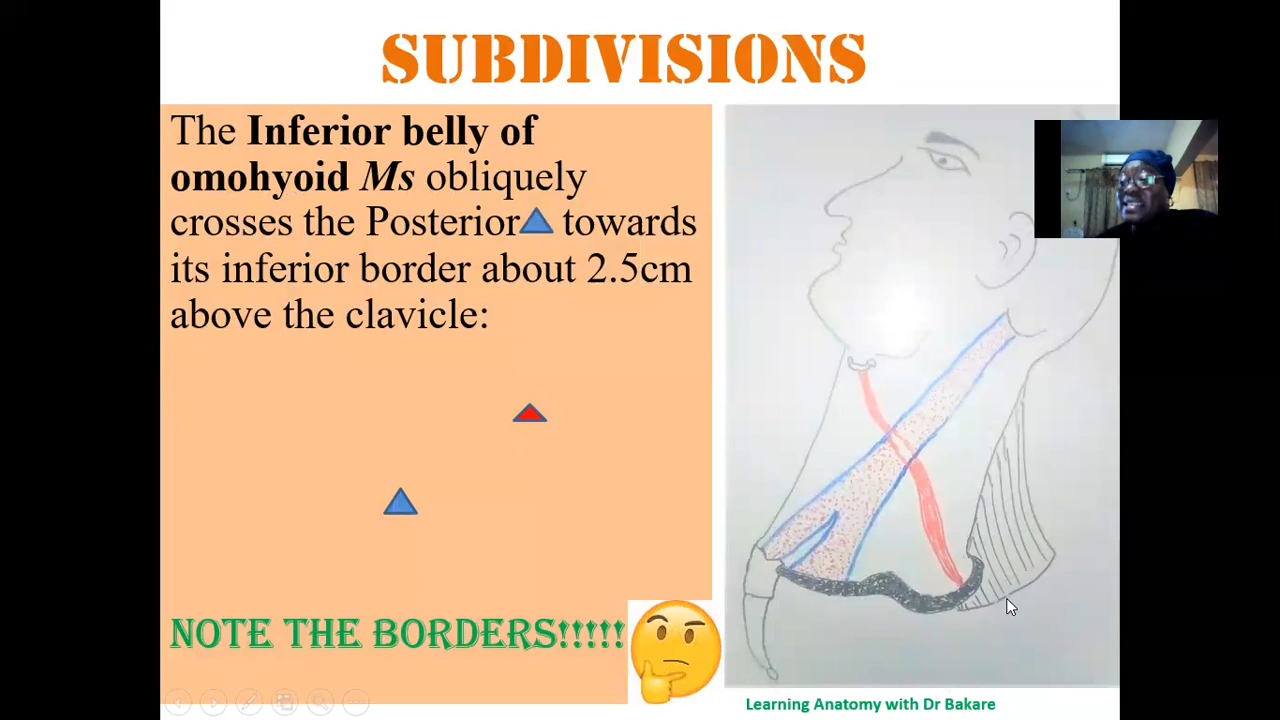 SUBDIVISIONS
The Inferior belly of
omohyoid Ms obliquely
crosses the Posterior towards
its inferior border about 2.5cm
above the clavicle:
NOTE THE BORDERS!!!!!
Learning Anatomy with Dr Bakare